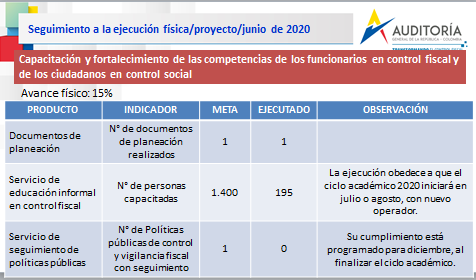 Seguimiento a la ejecución física/proyecto/junio de 2020
AUDITORÍA
GENERAL DE LA REPÚBLICA - COLOMBIA
Capacitación y fortalecimiento de las competencias de los funcionarios en control fiscal y
de los ciudadanos en control social
Avance físico: 15%
PRODUCTO INDICADOR META EJECUTADO OBSERVACIÓN
Documentos de
planeación
N° de documentos
de planeación
realizados
1 1
Servicio de
educación informal
en control fiscal
N° de personas
capacitadas
1.400 195
La ejecución obedece a que el
ciclo académico 2020 iniciará en
julio o agosto, con nuevo
operador.
Servicio de
seguimiento de
políticas públicas
N° de Políticas
públicas de control
y vigilancia fiscal
con seguimiento
1 0
Su cumplimiento está
programado para diciembre, al
finalizar el ciclo académico.